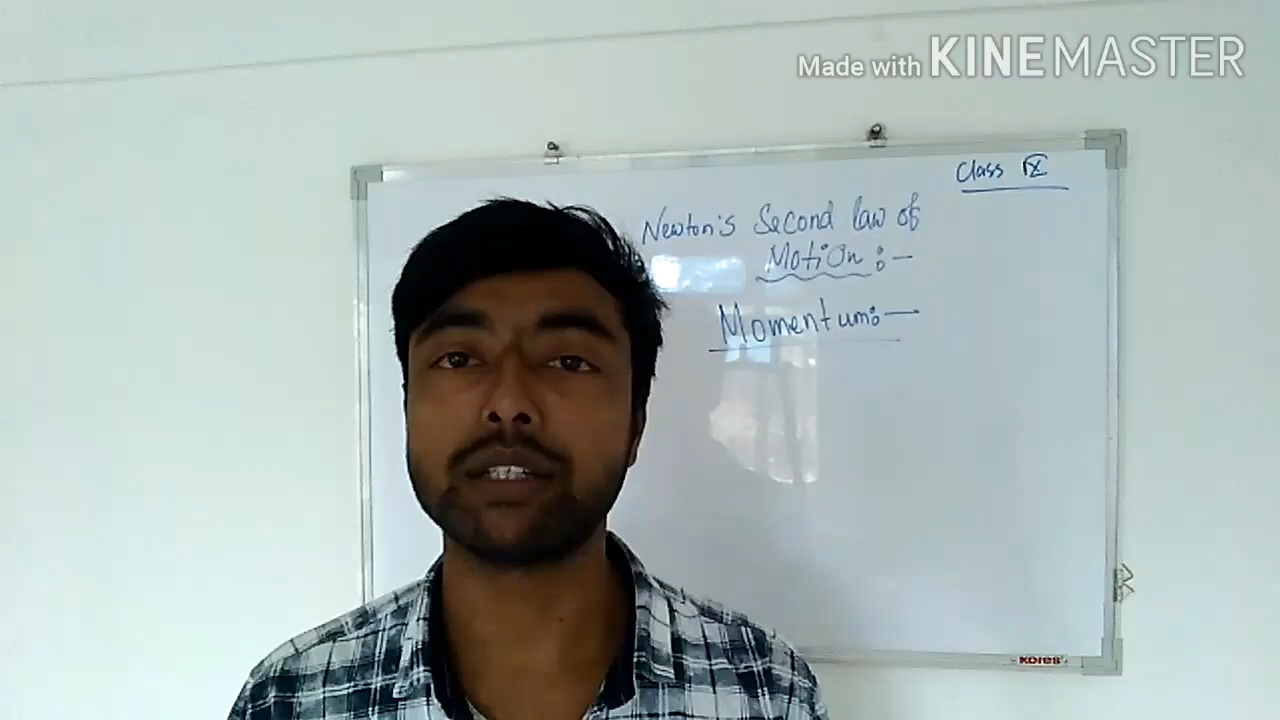 Made with KINEMASTER
Class IX
Newton's Second law of
Motion :-
Momentum:—
KORES